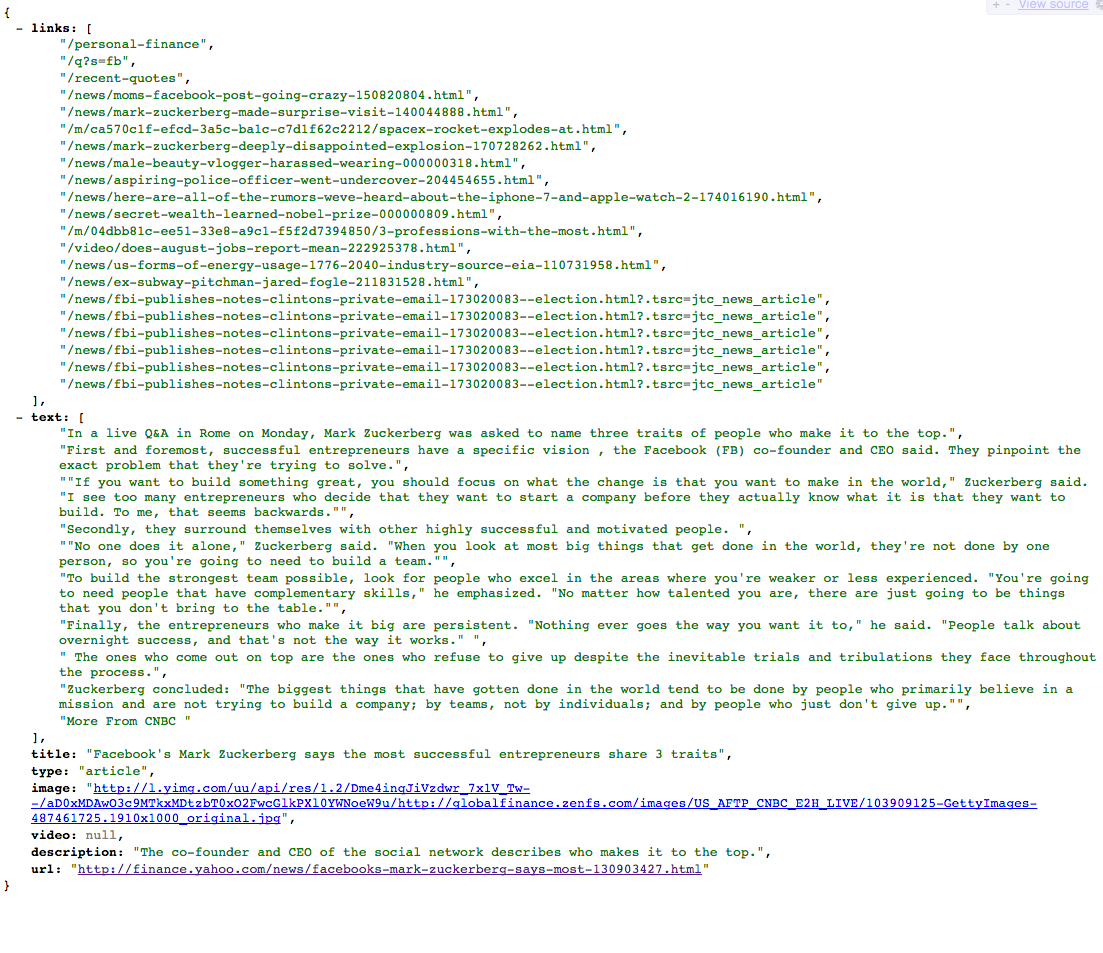 + - View source
{
- links: [
"/personal-finance",
"/q?s=fb",
"/recent-quotes",
"/news/moms-facebook-post-going-crazy-150820804.html",
"/news/mark-zuckerberg-made-surprise-visit-140044888.html",
"/m/ca570c1f-efcd-3a5c-ba1c-c7d1f62c2212/spacex-rocket-explodes-at.html",
"/news/mark-zuckerberg-deeply-disappointed-explosion-170728262.html",
"/news/male-beauty-vlogger-harassed-wearing-000000318.html",
"/news/aspiring-police-officer-went-undercover-204454655.html",
"/news/here-are-all-of-the-rumors-weve-heard-about-the-iphone-7-and-apple-watch-2-174016190.html",
"/news/secret-wealth-learned-nobel-prize-000000809.html",
"/m/04dbb81c-ee51-33e8-a9c1-f5f2d7394850/3-professions-with-the-most.html",
"/video/does-august-jobs-report-mean-222925378.html",
"/news/us-forms-of-energy-usage-1776-2040-industry-source-eia-110731958.html",
"/news/ex-subway-pitchman-jared-fogle-211831528.html",
"/news/fbi-publishes-notes-clintons-private-email-173020083--election.html?.tsrc=jtc_news_article",
"/news/fbi-publishes-notes-clintons-private-email-173020083--election.html?.tsrc=jtc_news_article",
"/news/fbi-publishes-notes-clintons-private-email-173020083--election.html?.tsrc=jtc_news_article",
"/news/fbi-publishes-notes-clintons-private-email-173020083--election.html?.tsrc=jtc_news_article",
"/news/fbi-publishes-notes-clintons-private-email-173020083--election.html?.tsrc=jtc_news_article",
"/news/fbi-publishes-notes-clintons-private-email-173020083--election.html?.tsrc=jtc_news_article"
],
- text: [
"In a live Q&A in Rome on Monday, Mark Zuckerberg was asked to name three traits of people who make it to the top.",
"First and foremost, successful entrepreneurs have a specific vision , the Facebook (FB) co-founder and CEO said. They pinpoint the
exact problem that they're trying to solve.",
""If you want to build something great, you should focus on what the change is that you want to make in the world," Zuckerberg said.
"I see too many entrepreneurs who decide that they want to start a company before they actually know what it is that they want to
build. To me, that seems backwards."",
"Secondly, they surround themselves with other highly successful and motivated people. ",
""No one does it alone," Zuckerberg said. "When you look at most big things that get done in the world, they're not done by one
person, so you're going to need to build a team."",
"To build the strongest team possible, look for people who excel in the areas where you're weaker or less experienced. "You're going
to need people that have complementary skills," he emphasized. "No matter how talented you are, there are just going to be things
that you don't bring to the table."",
"Finally, the entrepreneurs who make it big are persistent. "Nothing ever goes the way you want it to," he said. "People talk about
overnight success, and that's not the way it works." ",
" The ones who come out on top are the ones who refuse to give up despite the inevitable trials and tribulations they face throughout
the process.",
"Zuckerberg concluded: "The biggest things that have gotten done in the world tend to be done by people who primarily believe in a
mission and are not trying to build a company; by teams, not by individuals; and by people who just don't give up."",
"More From CNBC "
],
title: "Facebook's Mark Zuckerberg says the most successful entrepreneurs share 3 traits",
type: "article",
image: "http://l.yimg.com/uu/api/res/1.2/Dme4inqJiVzdwr_7x1V_Tw-
-/aD0xMDAwO3c9MTkxMDtzbT0xO2FwcGlkPXl0YWNoeW9u/http://globalfinance.zenfs.com/images/US_AFTP_CNBC_E2H_LIVE/103909125-GettyImages-
487461725.1910x1000_original.jpg",
video: null,
description: "The co-founder and CEO of the social network describes who makes it to the top.",
url: "http://finance.yahoo.com/news/facebooks-mark-zuckerberg-says-most-130903427.html"
}